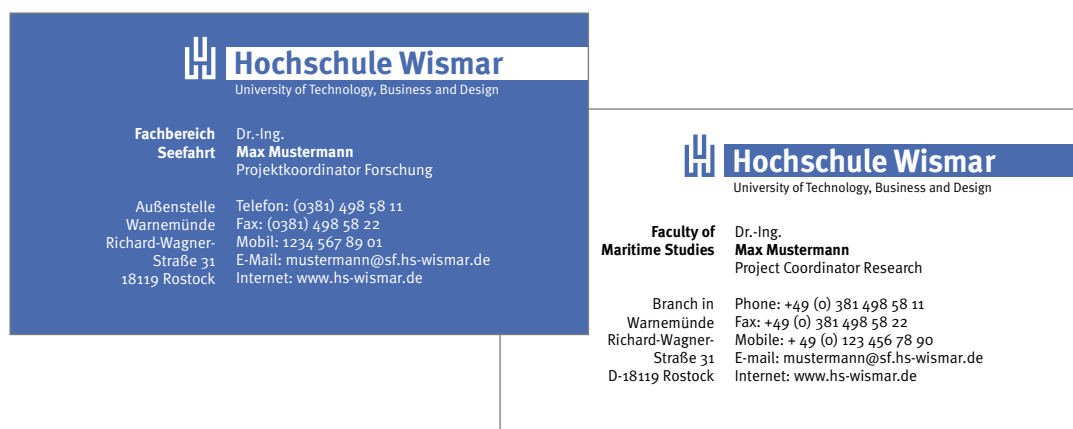 Hochschule Wismar
University of Technology, Business and Design
Fachbereich
Seefahrt
Dr.-Ing.
Max Mustermann
Projektkoordinator Forschung
Außenstelle
Warnemünde
Richard-Wagner-
Straße 31
18119 Rostock
Telefon: (0381) 498 58 11
Fax: (0381) 498 58 22
Mobil: 1234 567 89 01
E-Mail: mustermann@sf.hs-wismar.de
Internet: www.hs-wismar.de
Hochschule Wismar
University of Technology, Business and Design
Faculty of
Maritime Studies
Dr.-Ing.
Max Mustermann
Project Coordinator Research
Branch in
Warnemünde
Richard-Wagner-
Straße 31
D-18119 Rostock
Phone: +49 (0) 381 498 58 11
Fax: +49 (0) 381 498 58 22
Mobile: + 49 (0) 123 456 78 90
E-mail: mustermann@sf.hs-wismar.de
Internet: www.hs-wismar.de